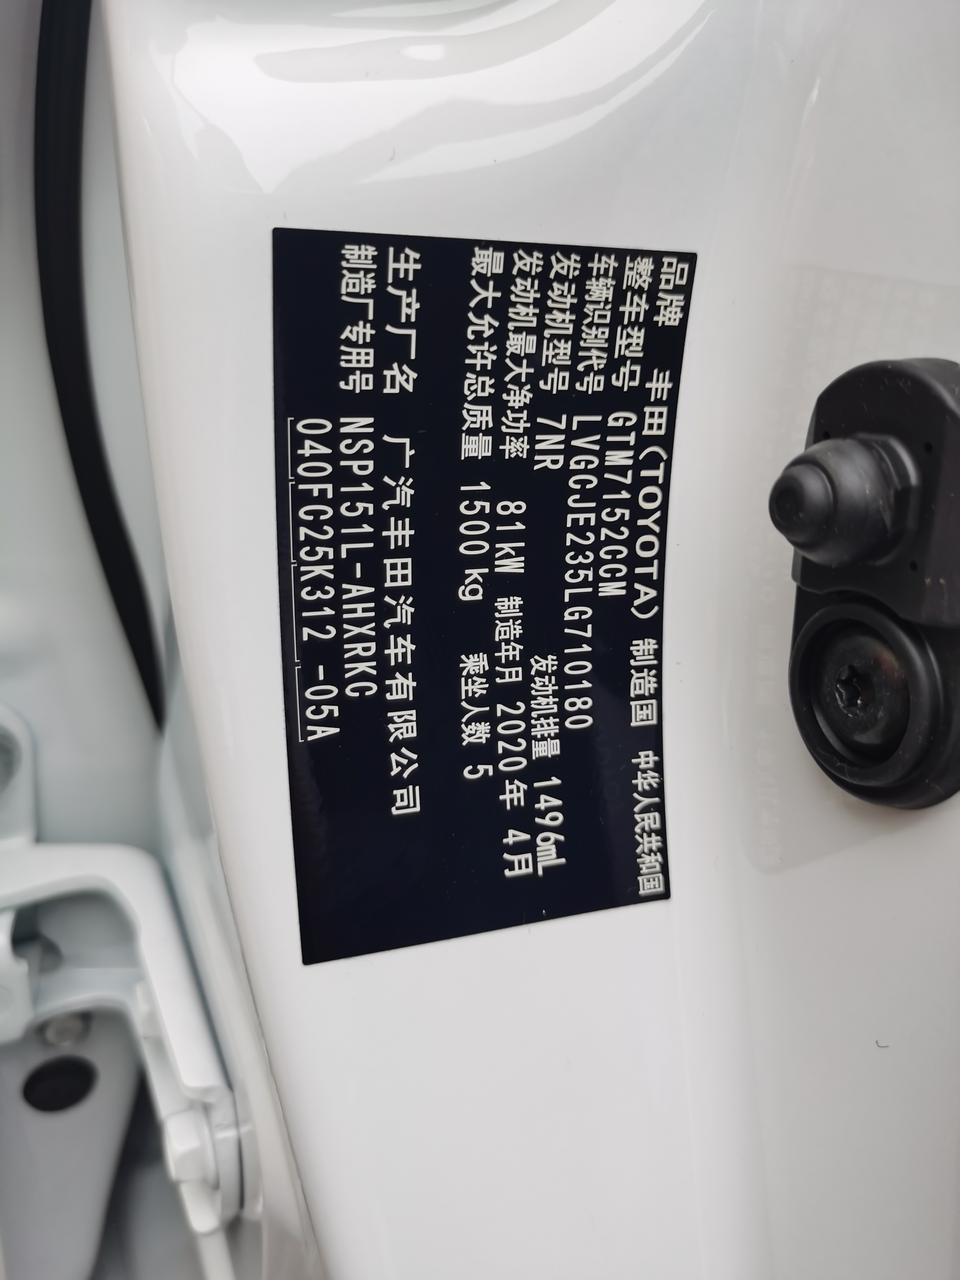 品牌 丰田(TOYOTA) 制造国 中华人民共和国
整车型号 GTM7152GGM
车辆识别代号 LVGCJE235LG710180
发动机型号 7NR 发动机排量 1496mL
发动机最大净功率 81kW 制造年月 2020年 4月
最大允许总质量 1500kg 乘坐人数 5
生产厂名 广汽丰田汽车有限公司
制造厂专用号 NSP151L-AHXRKC
040FC25K312 -05A